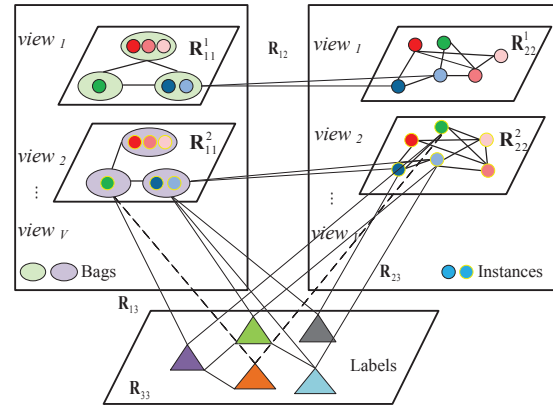 view 1
R^1_11
R_12
view 1
R^1_22
view 2
R^2_11
view 2
R^2_22
⋮
⋮
view V
view V
Bags
R_23
Instances
R_13
Labels
R_33